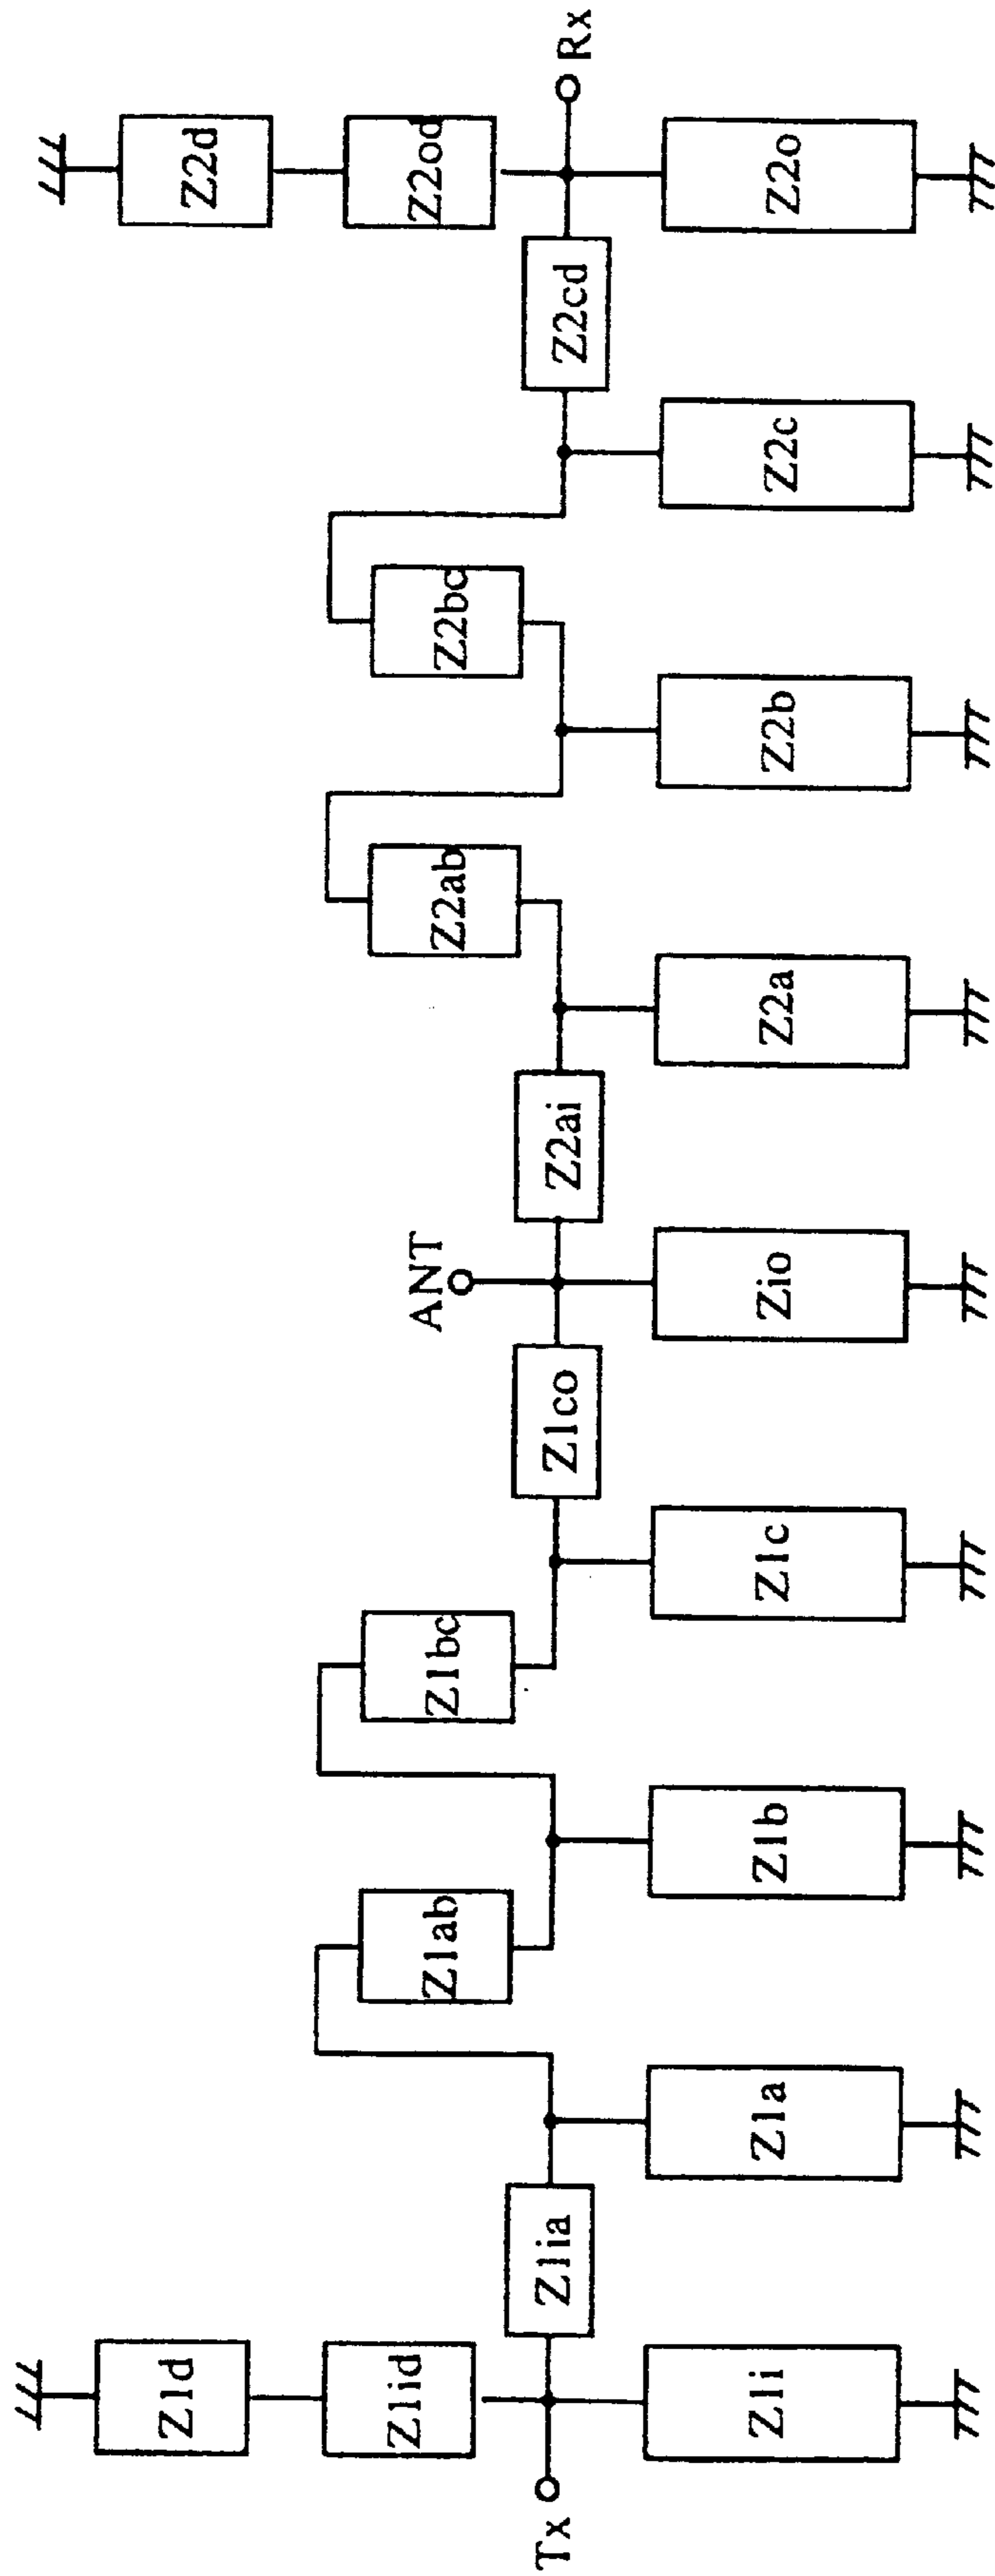 Z2d
Z2od
Rx
Z2o
Z2cd
Z2c
Z2bc
Z2b
Z2ab
Z2a
Z2ai
ANT
Zio
Z1co
Z1c
Z1bc
Z1b
Z1ab
Z1a
Z1ia
Z1d
Z1id
Z1i
Tx